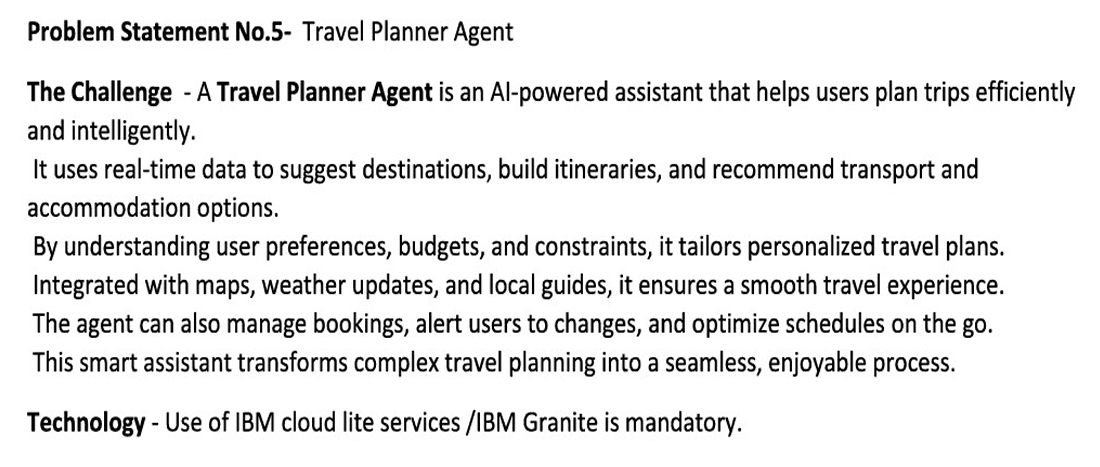 Problem Statement No.5- Travel Planner Agent
The Challenge - A Travel Planner Agent is an AI-powered assistant that helps users plan trips efficiently
and intelligently.
It uses real-time data to suggest destinations, build itineraries, and recommend transport and
accommodation options.
By understanding user preferences, budgets, and constraints, it tailors personalized travel plans.
Integrated with maps, weather updates, and local guides, it ensures a smooth travel experience.
The agent can also manage bookings, alert users to changes, and optimize schedules on the go.
This smart assistant transforms complex travel planning into a seamless, enjoyable process.
Technology - Use of IBM cloud lite services /IBM Granite is mandatory.